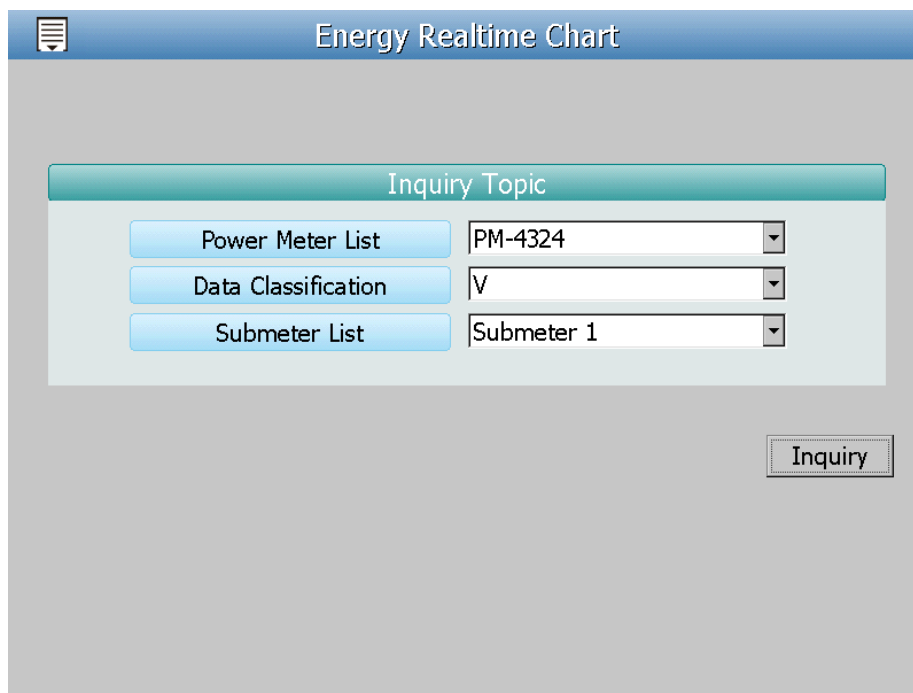 Energy Realtime Chart
Inquiry Topic
Power Meter List PM-4324
Data Classification V
Submeter List Submeter 1
Inquiry